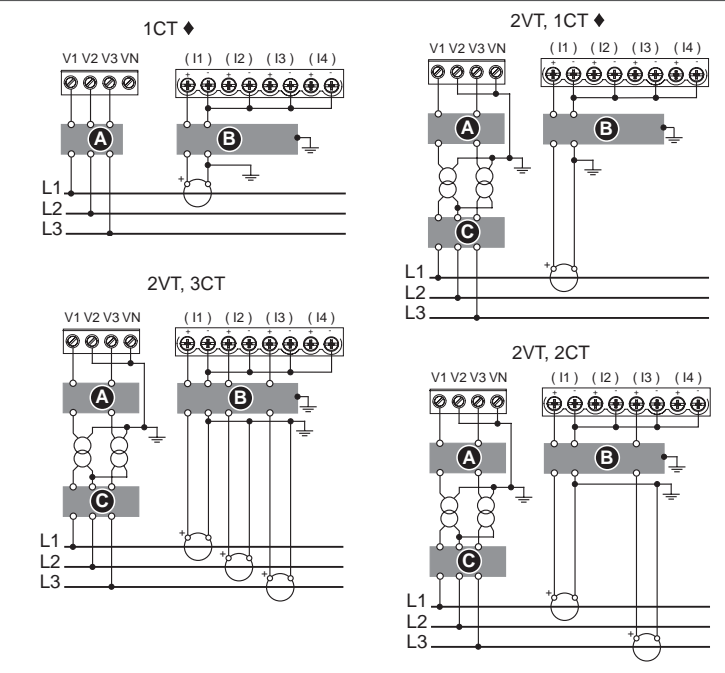 1CT ♦
V1 V2 V3 VN
( I1 ) ( I2 ) ( I3 ) ( I4 )
+ - + - + - + -
A
B
+
L1
L2
L3
2VT, 1CT ♦
V1 V2 V3 VN
( I1 ) ( I2 ) ( I3 ) ( I4 )
+ - + - + - + -
A
B
C
+
L1
L2
L3
2VT, 3CT
V1 V2 V3 VN
( I1 ) ( I2 ) ( I3 ) ( I4 )
+ - + - + - + -
A
B
C
+
+
+
L1
L2
L3
2VT, 2CT
V1 V2 V3 VN
( I1 ) ( I2 ) ( I3 ) ( I4 )
+ - + - + - + -
A
B
C
+
+
L1
L2
L3